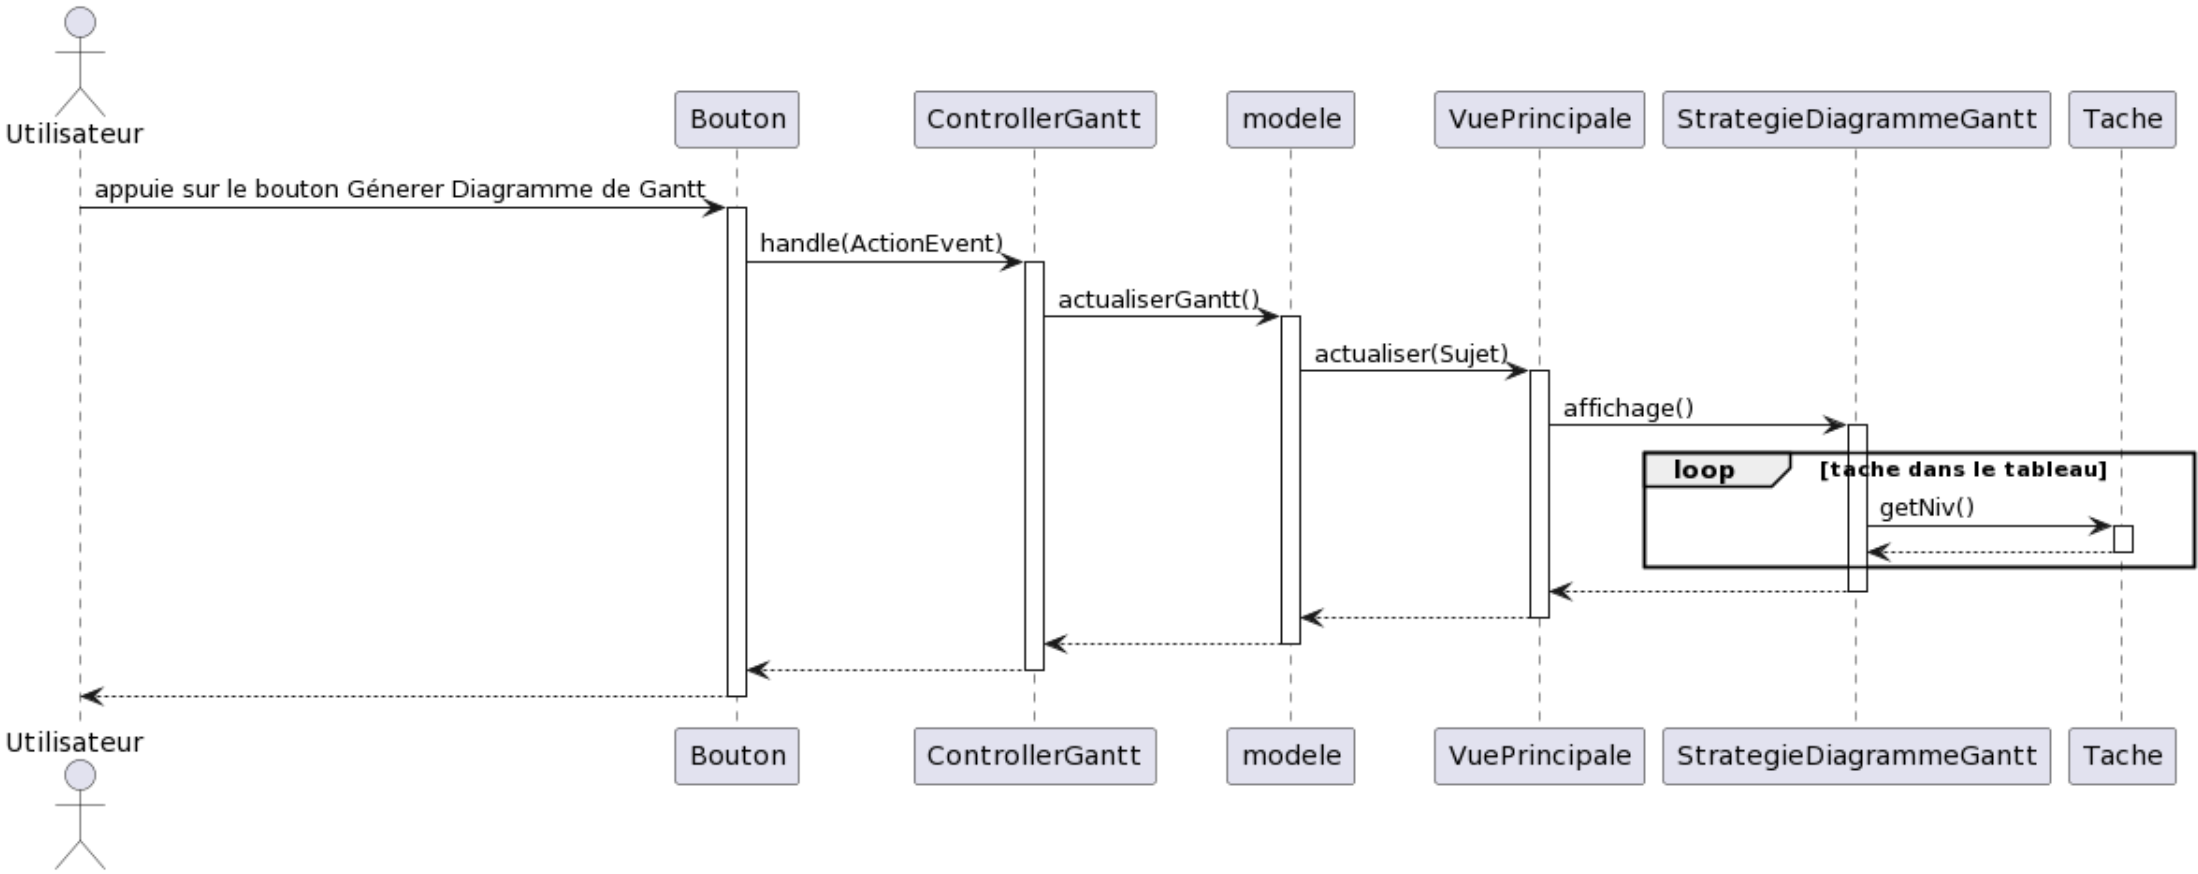 Utilisateur
Bouton
ControllerGantt
modele
VuePrincipale
StrategieDiagrammeGantt
Tache
appuie sur le bouton Génerer Diagramme de Gantt
handle(ActionEvent)
actualiserGantt()
actualiser(Sujet)
affichage()
loop
[tache dans le tableau]
getNiv()
Utilisateur
Bouton
ControllerGantt
modele
VuePrincipale
StrategieDiagrammeGantt
Tache